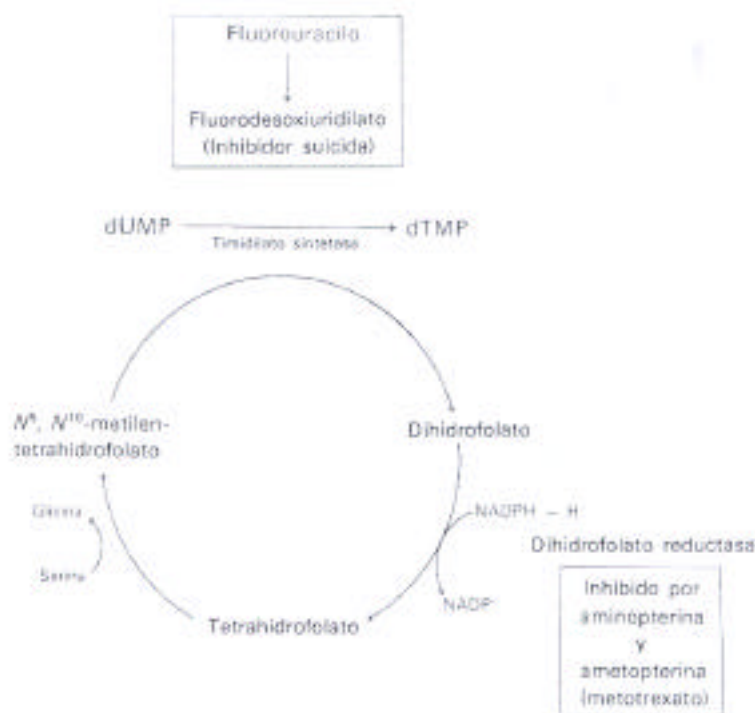 Fluorouracilo
Fluorodesoxiuridilato
(Inhibidor suicida)
dUMP
dTMP
Timidilato sintetasa
N⁵, N¹⁰-metilen-
tetrahidrofolato
Dihidrofolato
Glicina
NADPH – H
Dihidrofolato reductasa
Serina
NADP
Tetrahidrofolato
Inhibido por
aminopterina
y
ametopterina
(metotrexato)